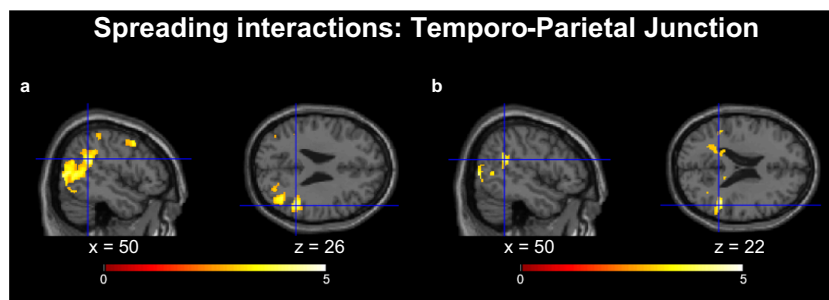 Spreading interactions: Temporo-Parietal Junction
a
b
x = 50
z = 26
x = 50
z = 22
0
5
0
5